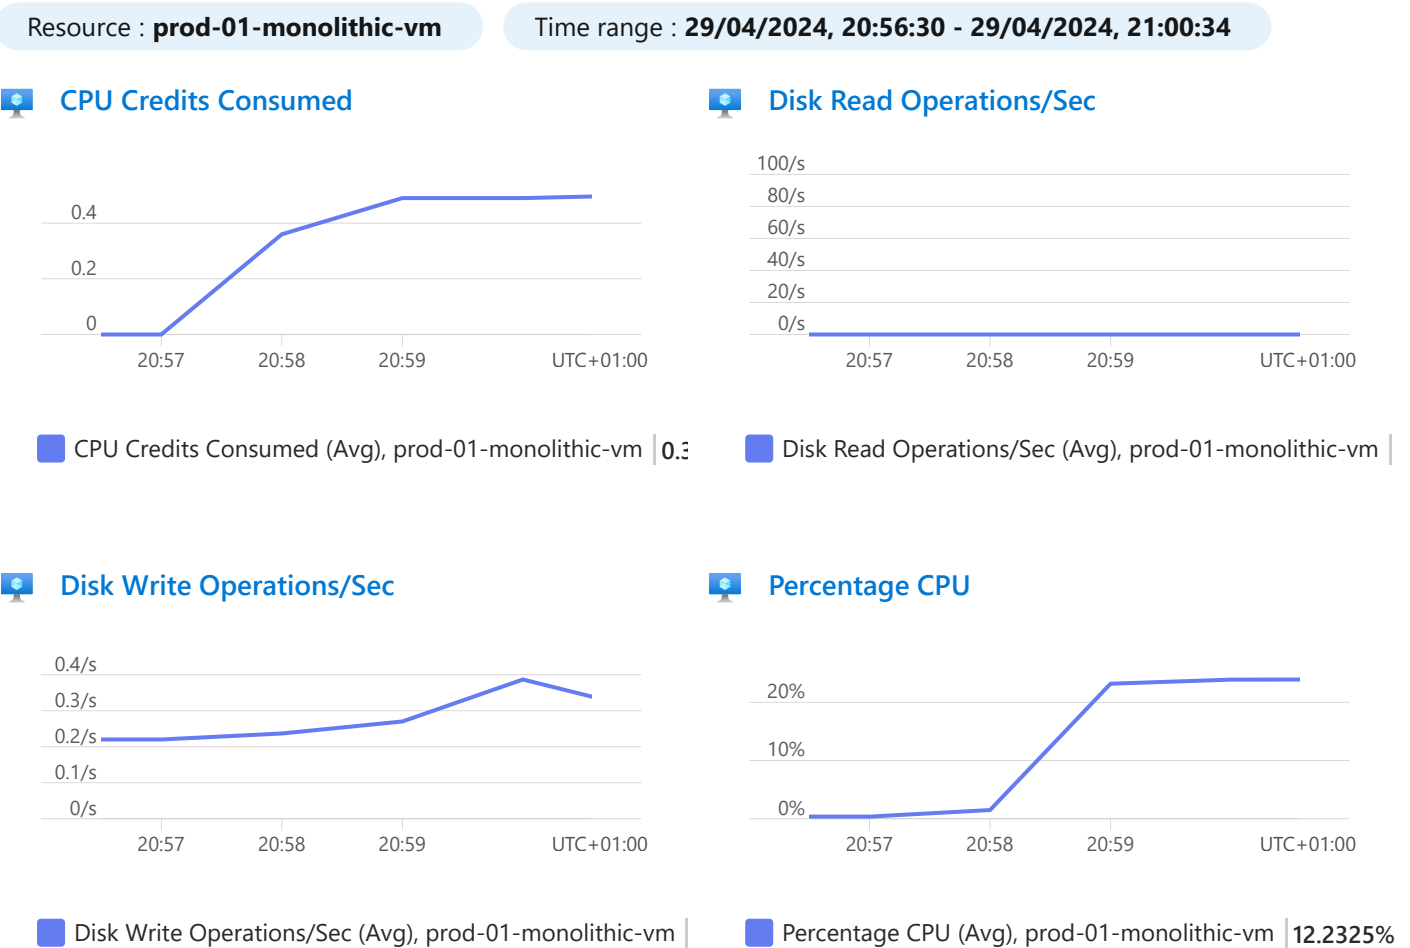 Resource : prod-01-monolithic-vm
Time range : 29/04/2024, 20:56:30 - 29/04/2024, 21:00:34
CPU Credits Consumed
0.4
0.2
0
20:57 20:58 20:59 UTC+01:00
CPU Credits Consumed (Avg), prod-01-monolithic-vm
Disk Read Operations/Sec
100/s
80/s
60/s
40/s
20/s
0/s
20:57 20:58 20:59 UTC+01:00
Disk Read Operations/Sec (Avg), prod-01-monolithic-vm
Disk Write Operations/Sec
0.4/s
0.3/s
0.2/s
0.1/s
0/s
20:57 20:58 20:59 UTC+01:00
Disk Write Operations/Sec (Avg), prod-01-monolithic-vm
Percentage CPU
20%
10%
0%
20:57 20:58 20:59 UTC+01:00
Percentage CPU (Avg), prod-01-monolithic-vm 12.2325%